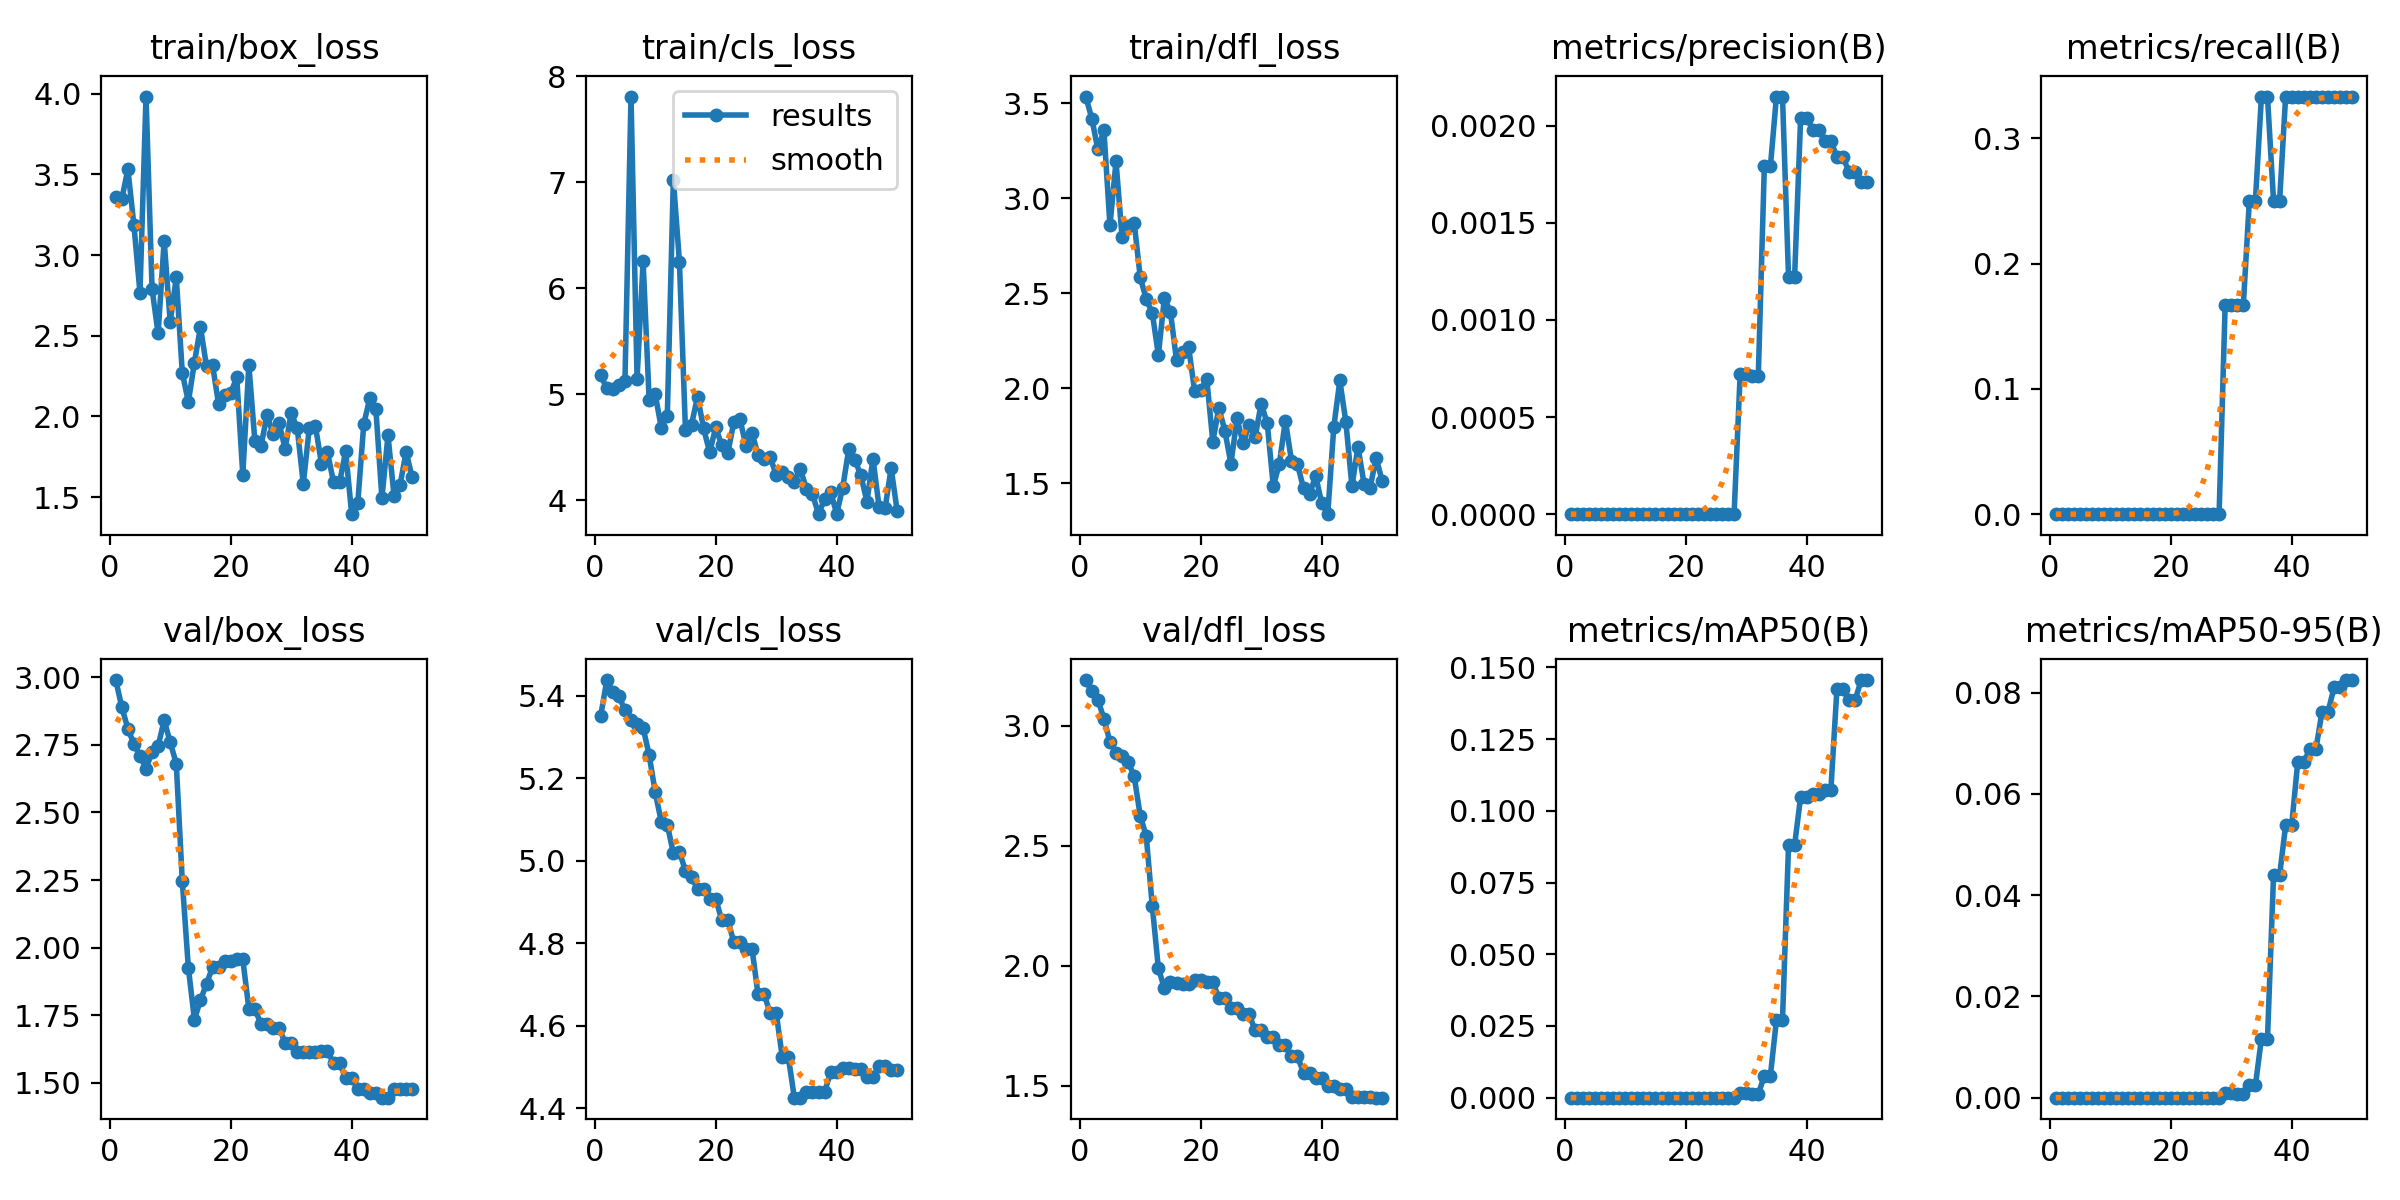 train/box_loss
4.0
3.5
3.0
2.5
2.0
1.5
0 20 40
train/cls_loss
8
7
6
5
4
results
smooth
0 20 40
train/dfl_loss
3.5
3.0
2.5
2.0
1.5
0 20 40
metrics/precision(B)
0.0020
0.0015
0.0010
0.0005
0.0000
0 20 40
metrics/recall(B)
0.3
0.2
0.1
0.0
0 20 40
val/box_loss
3.00
2.75
2.50
2.25
2.00
1.75
1.50
0 20 40
val/cls_loss
5.4
5.2
5.0
4.8
4.6
4.4
0 20 40
val/dfl_loss
3.0
2.5
2.0
1.5
0 20 40
metrics/mAP50(B)
0.150
0.125
0.100
0.075
0.050
0.025
0.000
0 20 40
metrics/mAP50-95(B)
0.08
0.06
0.04
0.02
0.00
0 20 40